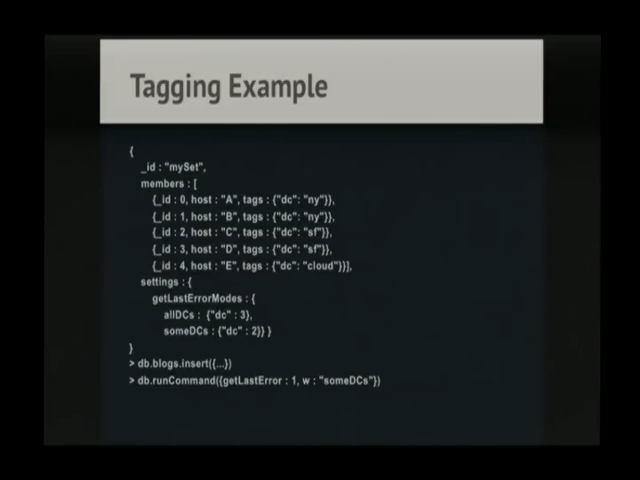 Tagging Example
{
_id : "mySet",
members : [
{_id : 0, host : "A", tags : {"dc": "ny"}},
{_id : 1, host : "B", tags : {"dc": "ny"}},
{_id : 2, host : "C", tags : {"dc": "sf"}},
{_id : 3, host : "D", tags : {"dc": "sf"}},
{_id : 4, host : "E", tags : {"dc": "cloud"}}],
settings : {
getLastErrorModes : {
allDCs : {"dc" : 3},
someDCs : {"dc" : 2}} }
}
> db.blogs.insert({...})
> db.runCommand({getLastError : 1, w : "someDCs"})